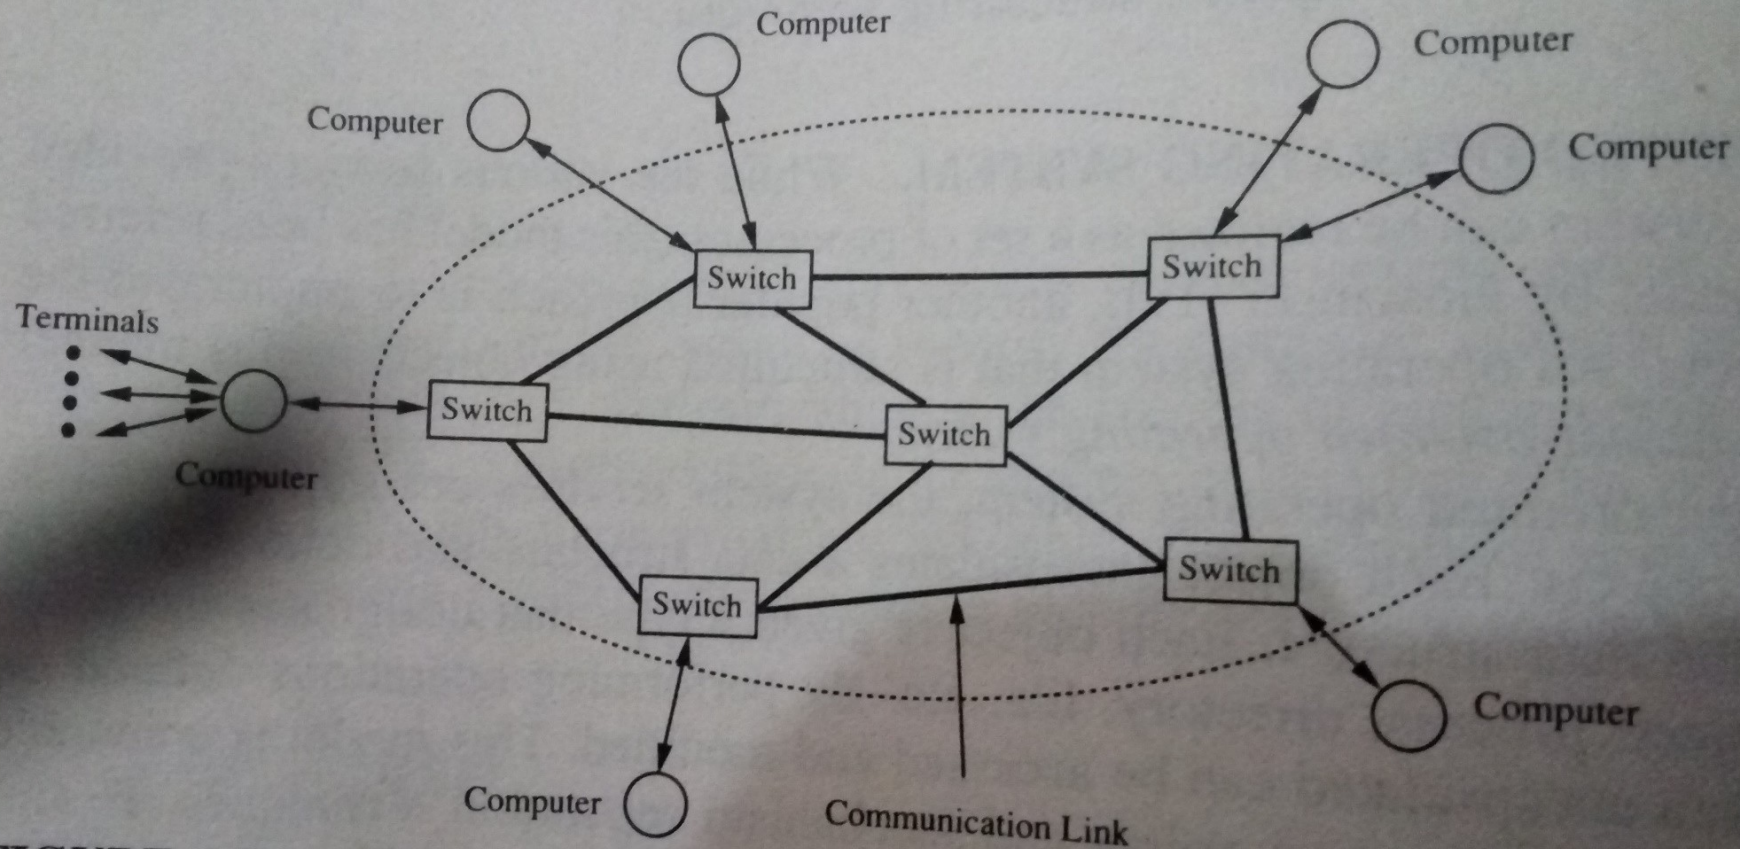 Computer
Computer
Computer
Computer
Switch
Switch
Terminals
Switch
Switch
Computer
Switch
Switch
Computer
Computer
Communication Link